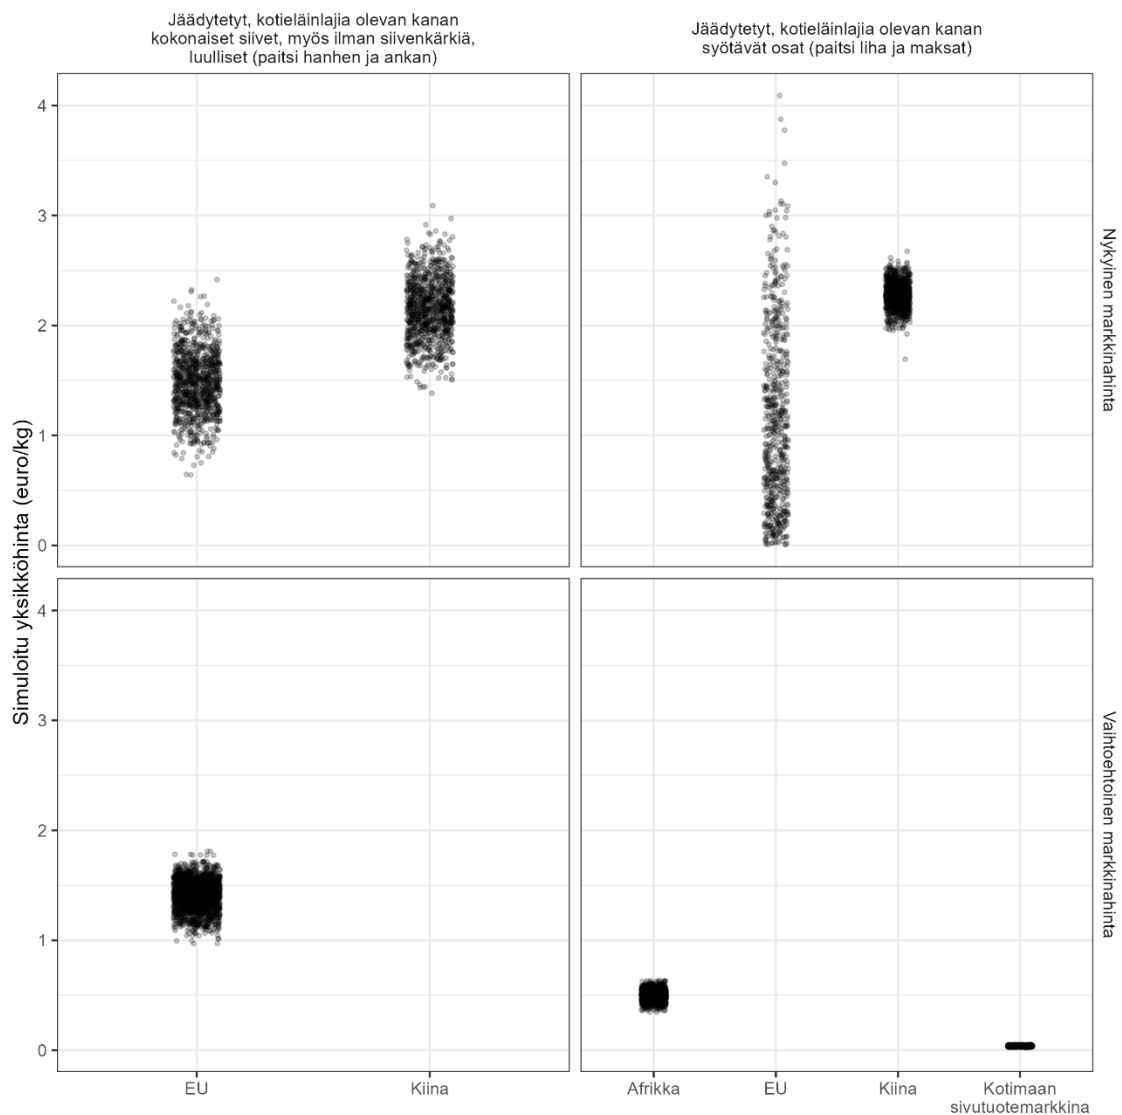 Jäädytetyt, kotieläinlajia olevan kanan
kokonaiset siivet, myös ilman siivenkärkiä,
luulliset (paitsi hanhen ja ankan)
Jäädytetyt, kotieläinlajia olevan kanan
syötävät osat (paitsi liha ja maksat)
Simuloitu yksikköhinta (euro/kg)
4
3
2
1
0
Nykyinen markkinahinta
4
3
2
1
0
Vaihtoehtoinen markkinahinta
EU
Kiina
Afrikka
EU
Kiina
Kotimaan
sivutuotemarkkina